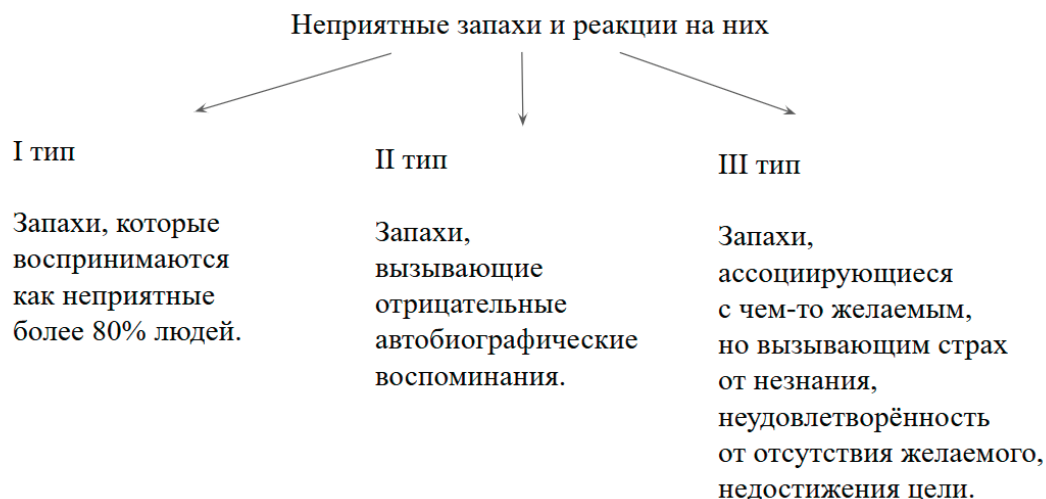 Неприятные запахи и реакции на них
I тип
Запахи, которые
воспринимаются
как неприятные
более 80% людей.
II тип
Запахи,
вызывающие
отрицательные
автобиографические
воспоминания.
III тип
Запахи,
ассоциирующиеся
с чем-то желаемым,
но вызывающим страх
от незнания,
неудовлетворённость
от отсутствия желаемого,
недостижения цели.